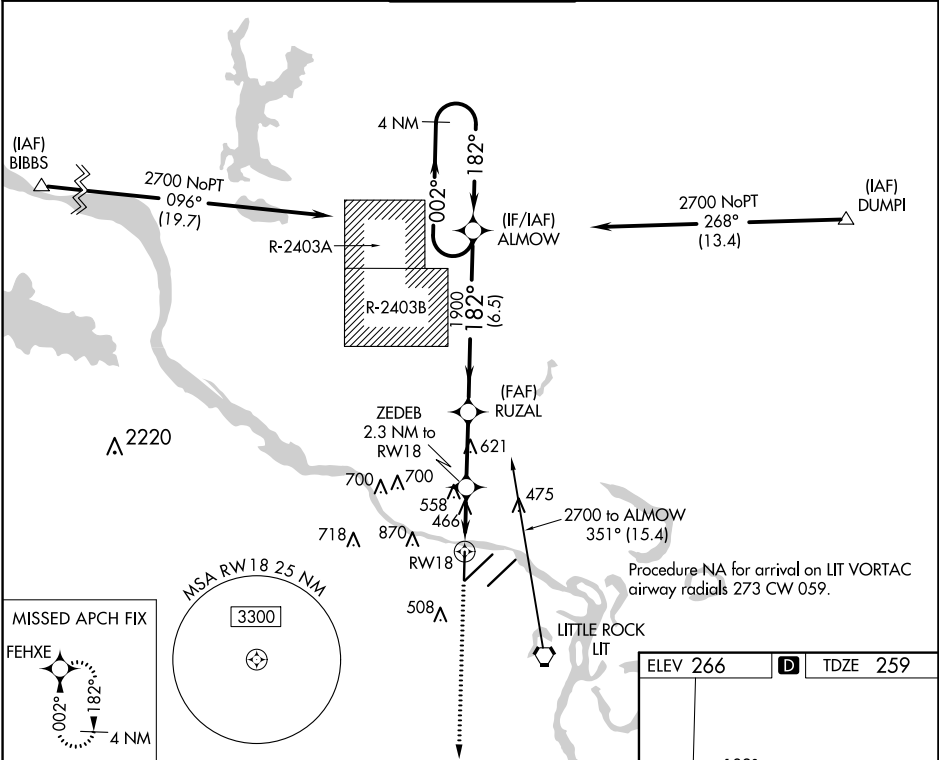 4 NM
182°
002°
(IAF)
BIBBS
2700 NoPT
096°
(19.7)
(IF/IAF)
ALMOW
2700 NoPT
268°
(13.4)
(IAF)
DUMPI
R-2403A
R-2403B
1900
182°
(6.5)
(FAF)
RUZAL
ZEDEB
2.3 NM to
RW18
621
2220
700
700
558
466
475
718
870
RW18
2700 to ALMOW
351° (15.4)
Procedure NA for arrival on LIT VORTAC
airway radials 273 CW 059.
MSA RW18 25 NM
3300
508
LITTLE ROCK
LIT
MISSED APCH FIX
FEHXE
002°
182°
4 NM
ELEV 266
D
TDZE 259